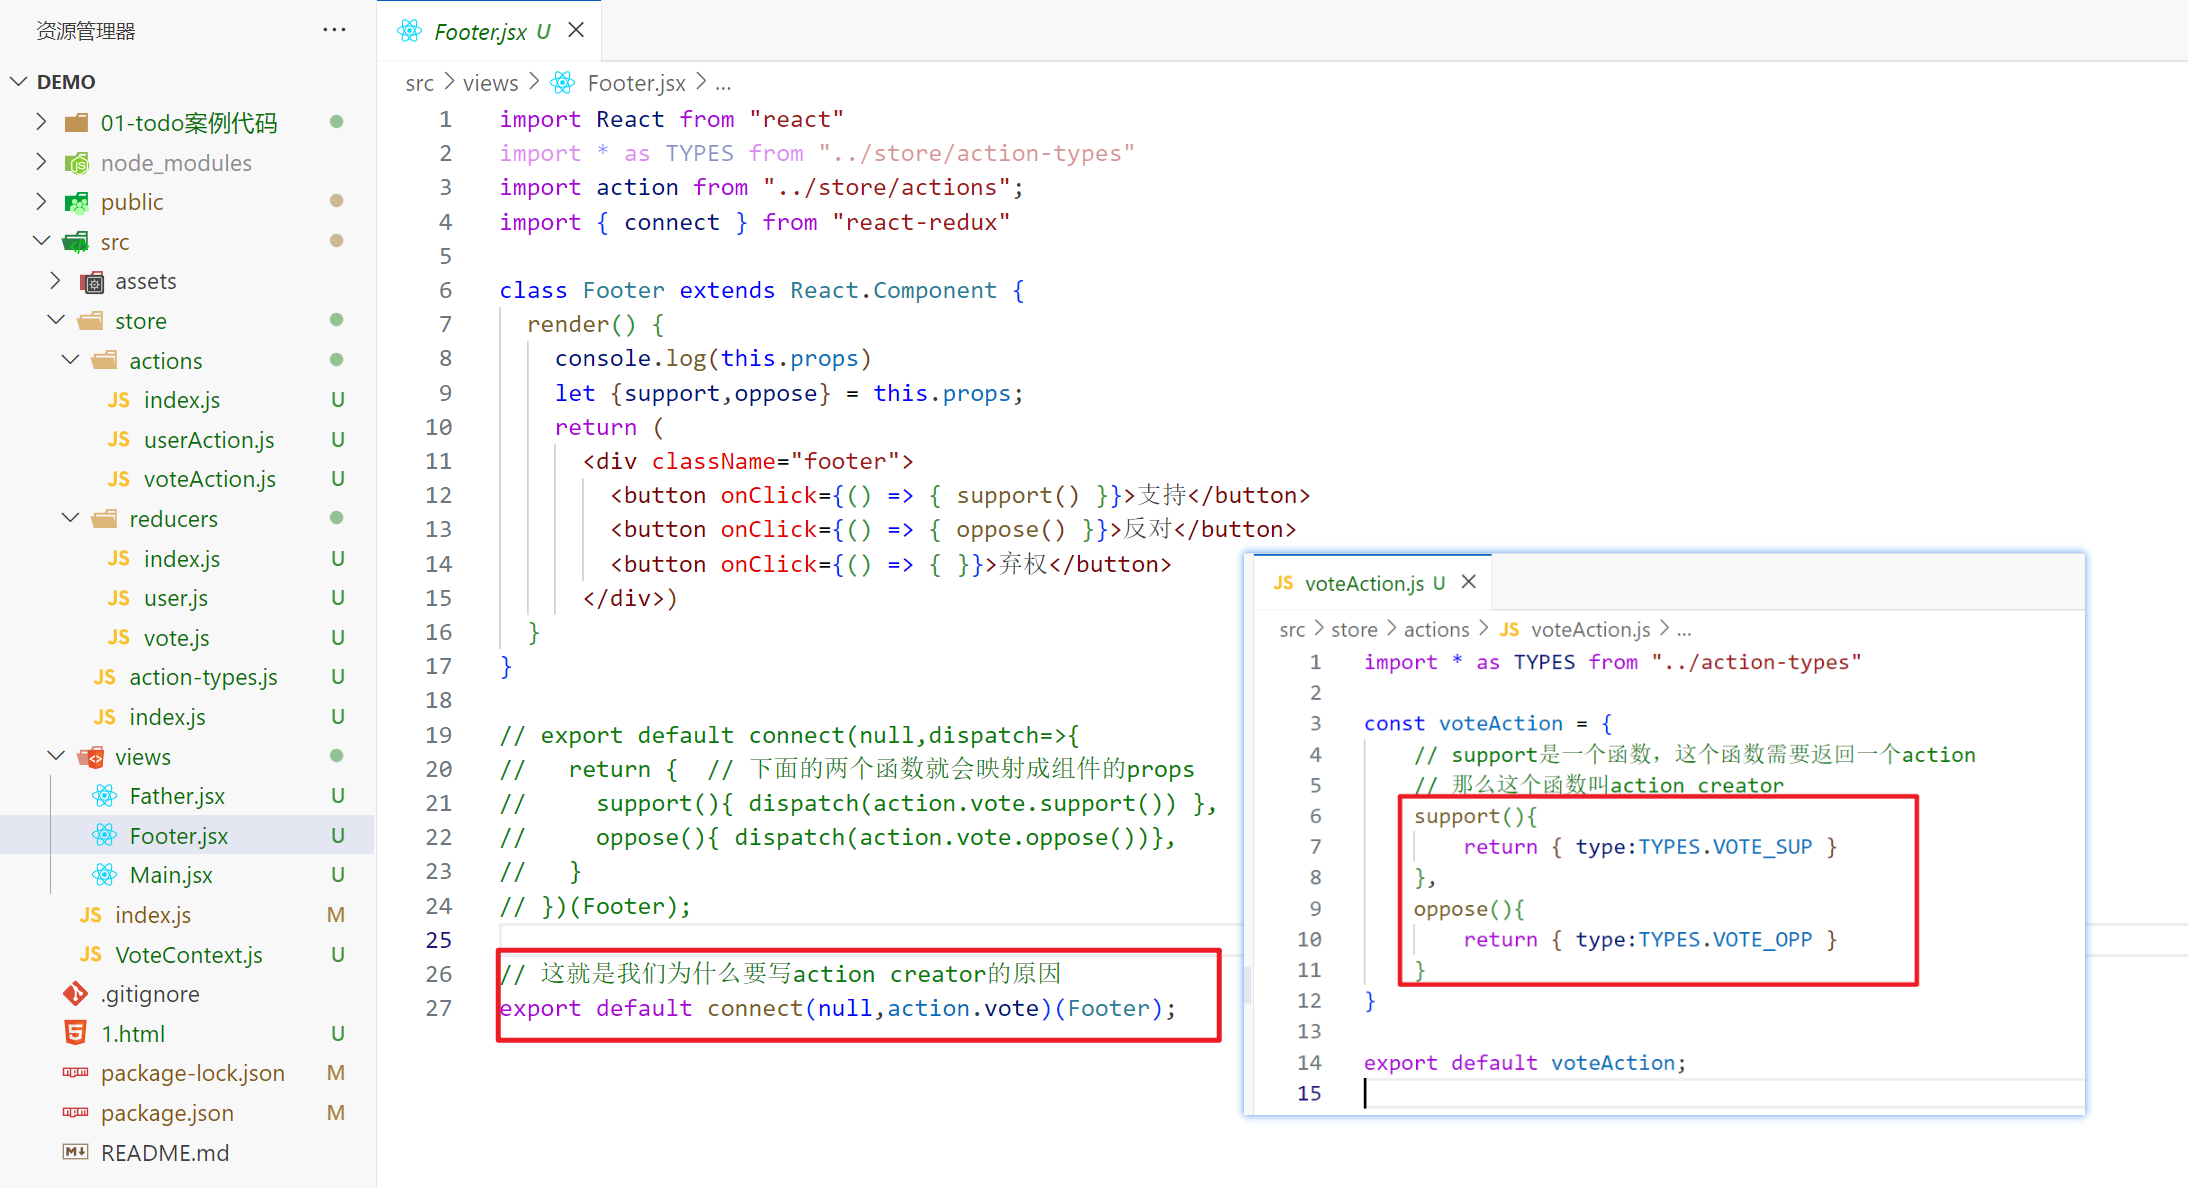 资源管理器
···
DEMO
01-todo案例代码
node_modules
public
src
assets
store
actions
JS index.js U
JS userAction.js U
JS voteAction.js U
reducers
JS index.js U
JS user.js U
JS vote.js U
JS action-types.js U
JS index.js U
views
Father.jsx U
Footer.jsx U
Main.jsx U
JS index.js M
JS VoteContext.js U
.gitignore
1.html U
package-lock.json M
package.json M
README.md
Footer.jsx U
src > views > Footer.jsx > ...
1 import React from "react"
2 import * as TYPES from "../store/action-types"
3 import action from "../store/actions";
4 import { connect } from "react-redux"
5
6 class Footer extends React.Component {
7 render() {
8 console.log(this.props)
9 let {support,oppose} = this.props;
10 return (
11 <div className="footer">
12 <button onClick={() => { support() }}>支持</button>
13 <button onClick={() => { oppose() }}>反对</button>
14 <button onClick={() => { }}>弃权</button>
15 </div>)
16 }
17 }
18
19 // export default connect(null,dispatch=>{
20 // return { // 下面的两个函数就会映射成组件的props
21 // support(){ dispatch(action.vote.support()) },
22 // oppose(){ dispatch(action.vote.oppose())},
23 // }
24 // })(Footer);
25
26 // 这就是我们为什么要写action creator的原因
27 export default connect(null,action.vote)(Footer);
JS voteAction.js U
src > store > actions > JS voteAction.js > ...
1 import * as TYPES from "../action-types"
2
3 const voteAction = {
4 // support是一个函数，这个函数需要返回一个action
5 // 那么这个函数叫action creator
6 support(){
7 return { type:TYPES.VOTE_SUP }
8 },
9 oppose(){
10 return { type:TYPES.VOTE_OPP }
11 }
12 }
13
14 export default voteAction;
15